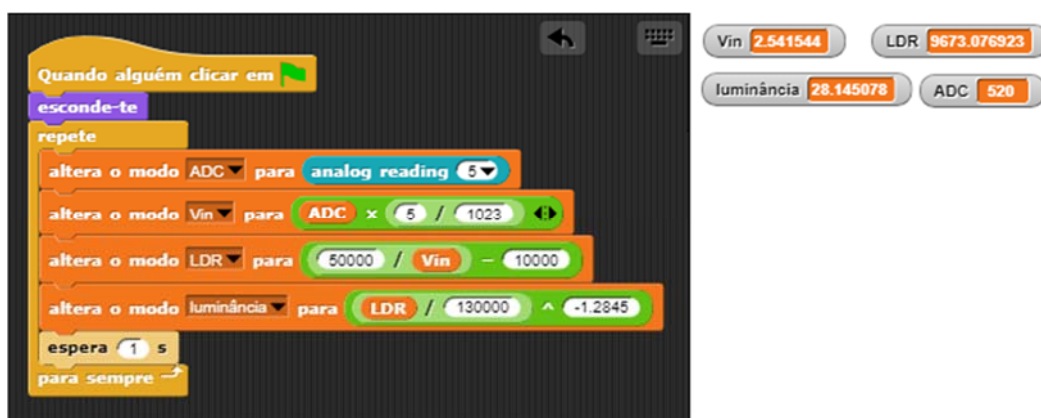 Quando alguém clicar em
esconde-te
repete
altera o modo ADC para analog reading 5
altera o modo Vin para ADC x 5 / 1023
altera o modo LDR para 50000 / Vin - 10000
altera o modo luminância para LDR / 130000 ^ -1.2845
espera 1 s
para sempre
Vin 2.541544 LDR 9673.076923
luminância 28.145078 ADC 520